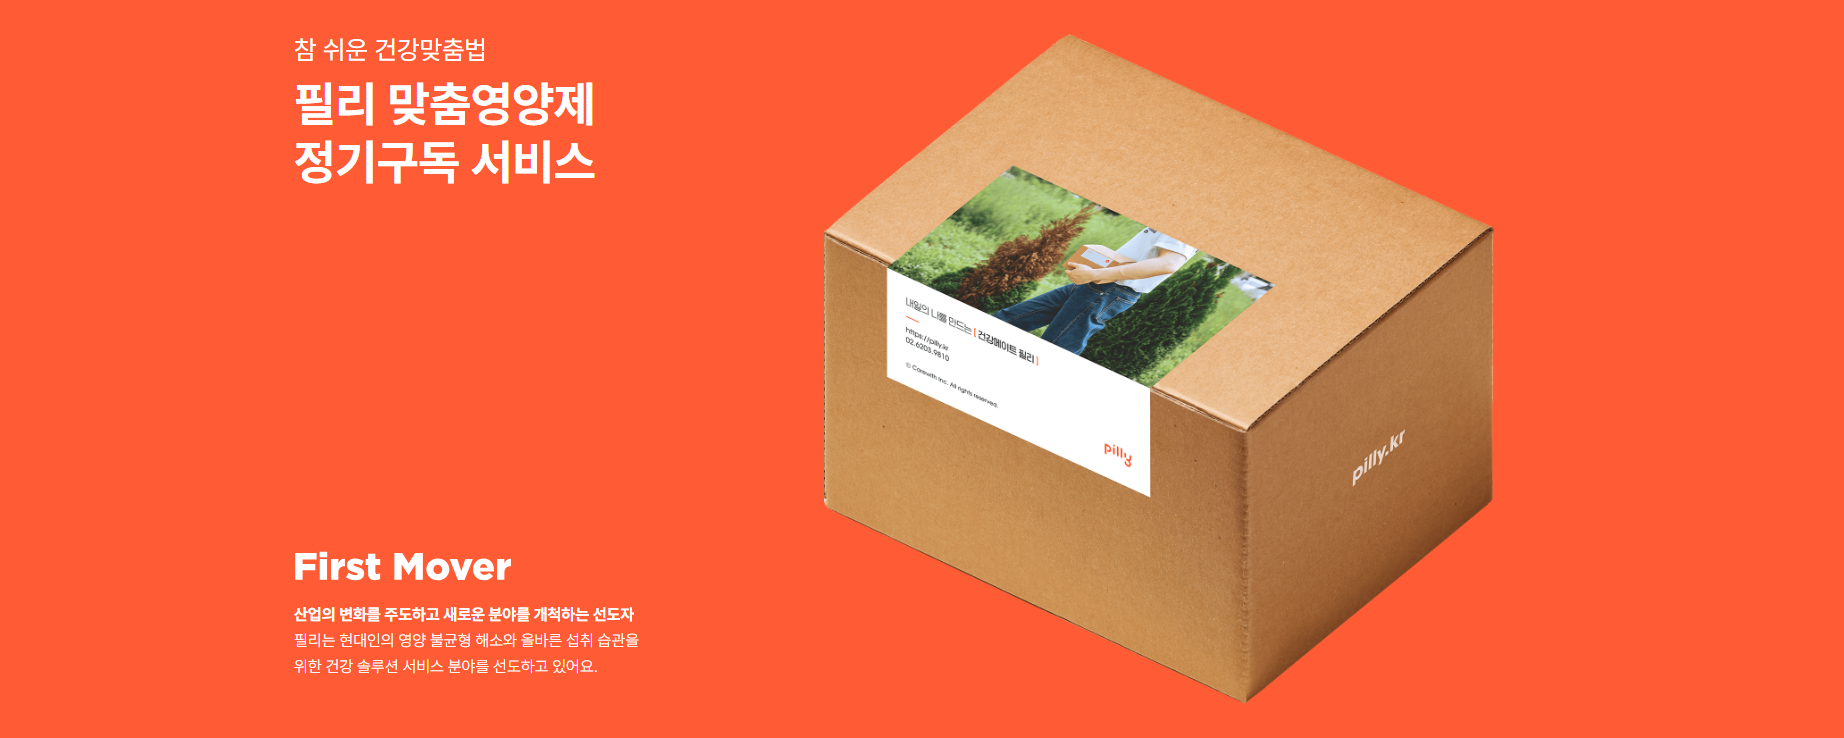 참 쉬운 건강맞춤법
필리 맞춤영양제
정기구독 서비스
내일의 나를 만드는 [ 건강메이트 필리 ]
https://pilly.kr
02.6203.9810
© Carewith Inc. All rights reserved.
pilly
pilly.kr
First Mover
산업의 변화를 주도하고 새로운 분야를 개척하는 선도자
필리는 현대인의 영양 불균형 해소와 올바른 섭취 습관을
위한 건강 솔루션 서비스 분야를 선도하고 있어요.